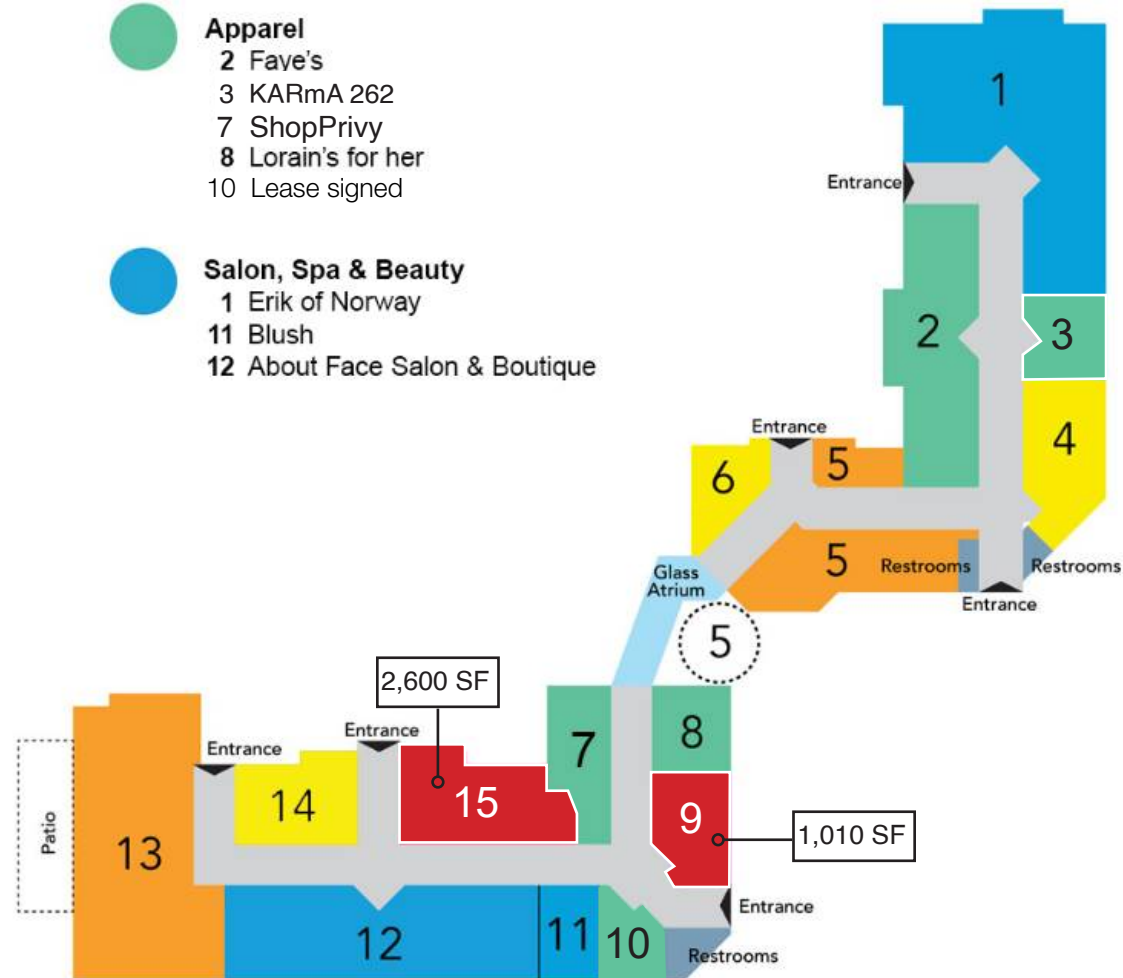 Apparel
2 Faye's
3 KARmA 262
7 ShopPrivy
8 Lorain's for her
10 Lease signed
Salon, Spa & Beauty
1 Erik of Norway
11 Blush
12 About Face Salon & Boutique
1
Entrance
2
3
4
Entrance
5
6
5
Restrooms
Restrooms
Glass
Atrium
Entrance
5
2,600 SF
Entrance
Entrance
7
8
14
15
9
1,010 SF
Patio
13
Entrance
12
11
10
Restrooms